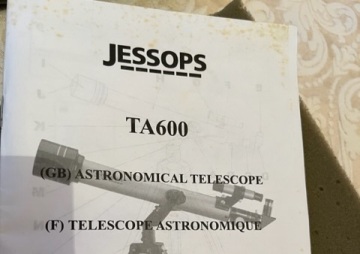 JESSOPS
TA600
(GB) ASTRONOMICAL TELESCOPE
(F) TELESCOPE ASTRONOMIQUE